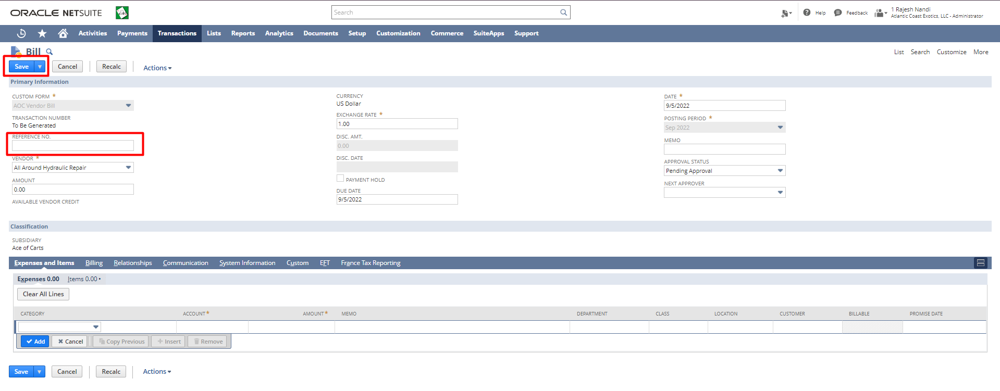 ORACLE NETSUITE
Search
Help
Feedback
1 Rajesh Nandi
Atlantic Coast Exotics, LLC - Administrator
Activities Payments Transactions Lists Reports Analytics Documents Setup Customization Commerce SuiteApps Support
Bill
List Search Customize More
Save Cancel Recalc Actions
Primary Information
CUSTOM FORM *
AOC Vendor Bill
TRANSACTION NUMBER
To Be Generated
REFERENCE NO.
VENDOR *
All Around Hydraulic Repair
AMOUNT
0.00
AVAILABLE VENDOR CREDIT
CURRENCY
US Dollar
EXCHANGE RATE *
1.00
DISC. AMT.
0.00
DISC. DATE
PAYMENT HOLD
DUE DATE
9/5/2022
DATE *
9/5/2022
POSTING PERIOD *
Sep 2022
MEMO
APPROVAL STATUS
Pending Approval
NEXT APPROVER
Classification
SUBSIDIARY
Ace of Carts
Expenses and Items Billing Relationships Communication System Information Custom EFT France Tax Reporting
Expenses 0.00 Items 0.00 •
Clear All Lines
CATEGORY ACCOUNT * AMOUNT * MEMO DEPARTMENT CLASS LOCATION CUSTOMER BILLABLE PROMISE DATE
Add Cancel Copy Previous Insert Remove
Save Cancel Recalc Actions